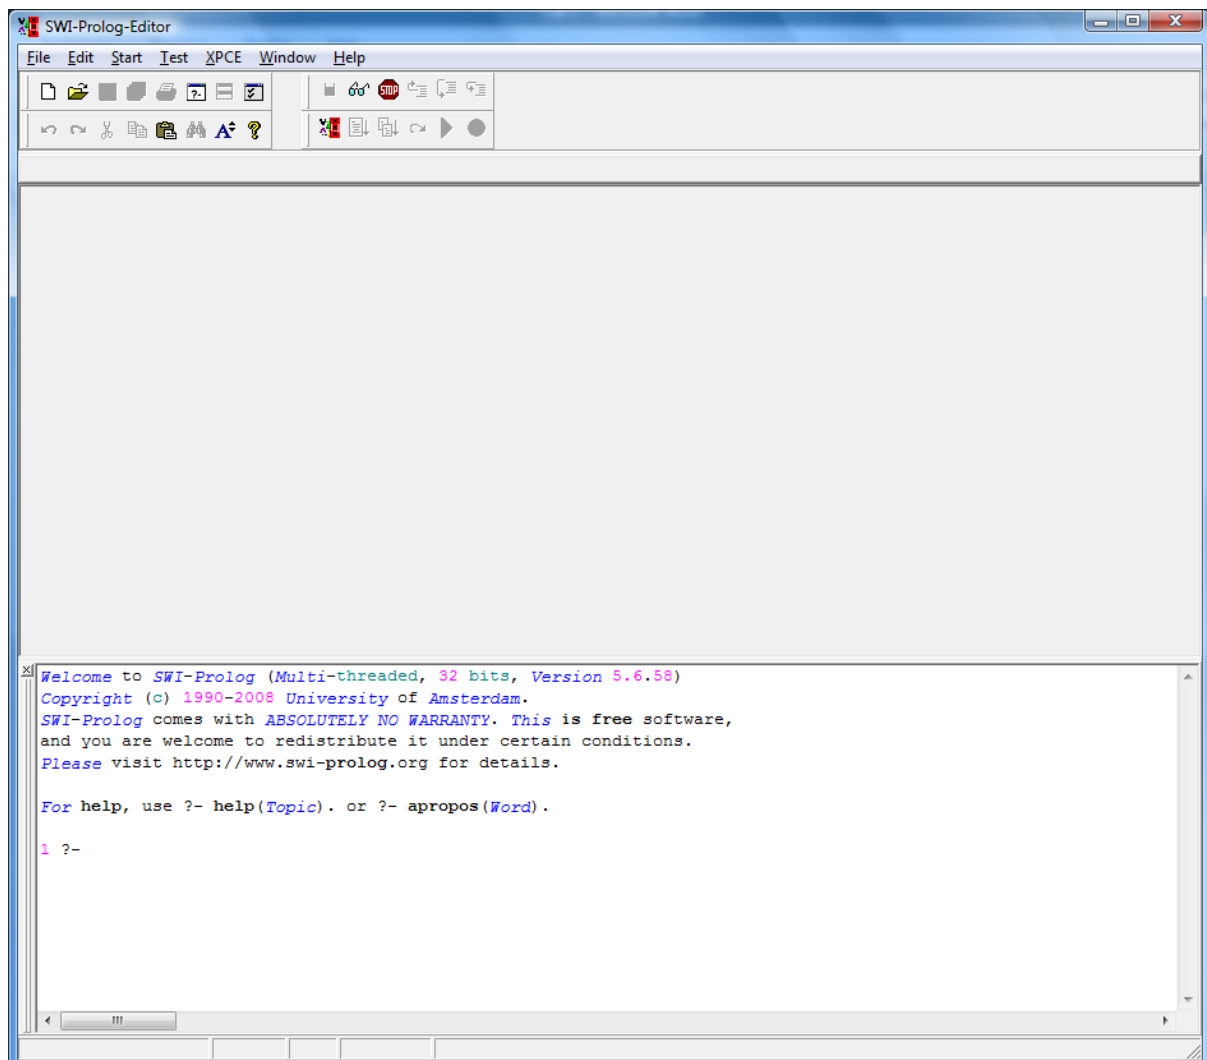 SWI-Prolog-Editor
File Edit Start Test XPCE Window Help
STOP
Welcome to SWI-Prolog (Multi-threaded, 32 bits, Version 5.6.58)
Copyright (c) 1990-2008 University of Amsterdam.
SWI-Prolog comes with ABSOLUTELY NO WARRANTY. This is free software,
and you are welcome to redistribute it under certain conditions.
Please visit http://www.swi-prolog.org for details.
For help, use ?- help(Topic). or ?- apropos(Word).
1 ?-